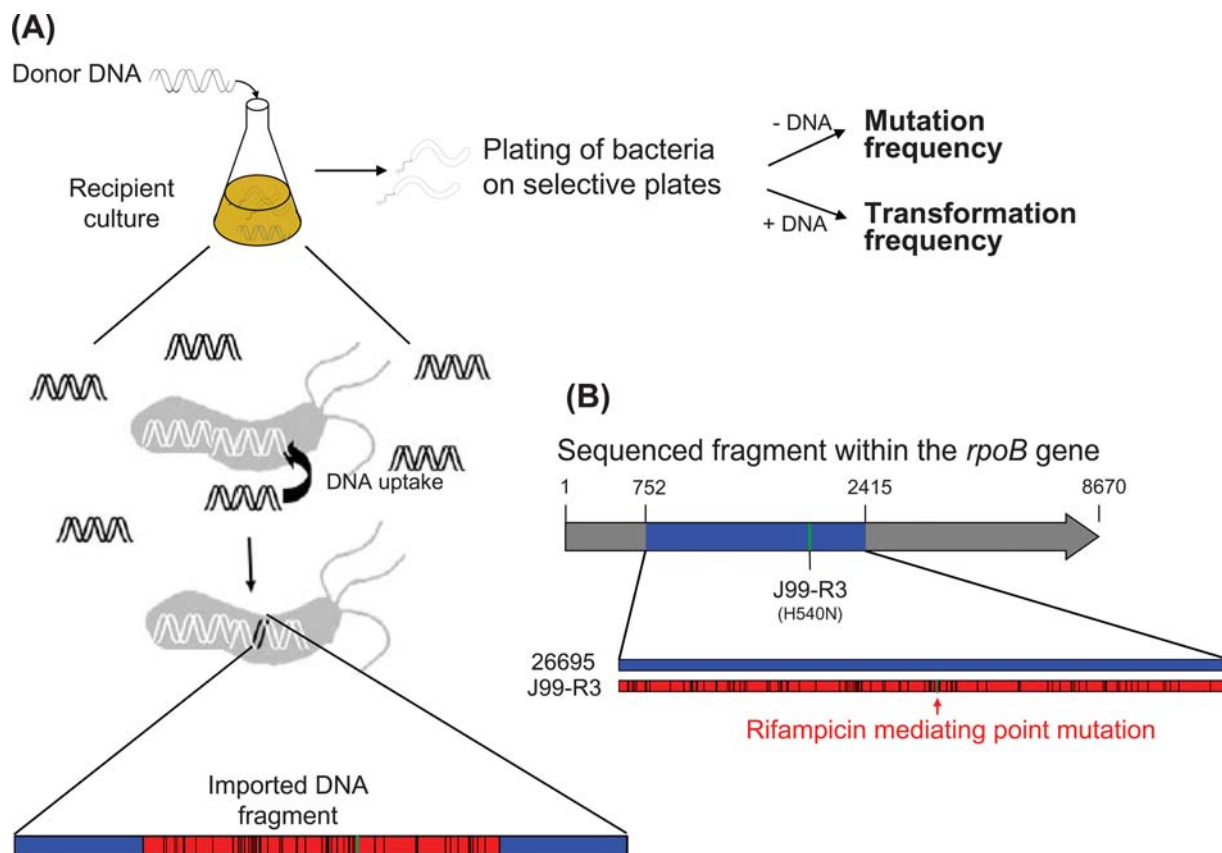 (A)
Donor DNA
Recipient
culture
Plating of bacteria
on selective plates
- DNA
Mutation
frequency
+ DNA
Transformation
frequency
DNA uptake
Imported DNA
fragment
(B)
Sequenced fragment within the rpoB gene
1 752 2415 8670
J99-R3
(H540N)
26695
J99-R3
Rifampicin mediating point mutation